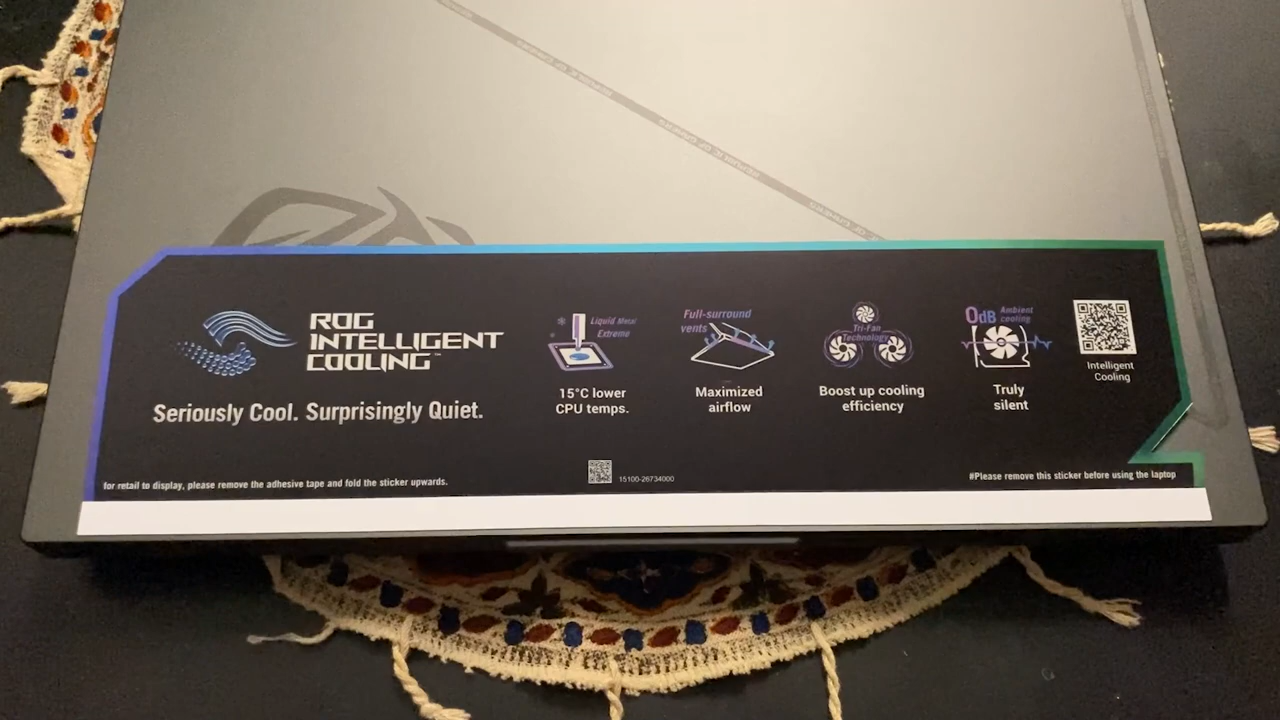 ROG
INTELLIGENT
COOLING™
Seriously Cool. Surprisingly Quiet.
Liquid Metal
Extreme
15°C lower
CPU temps.
Full-surround
vents
Maximized
airflow
Tri-Fan
Technology
Boost up cooling
efficiency
0dB Ambient
cooling
Truly
silent
Intelligent
Cooling
for retail to display, please remove the adhesive tape and fold the sticker upwards.
15100-26734000
#Please remove this sticker before using the laptop